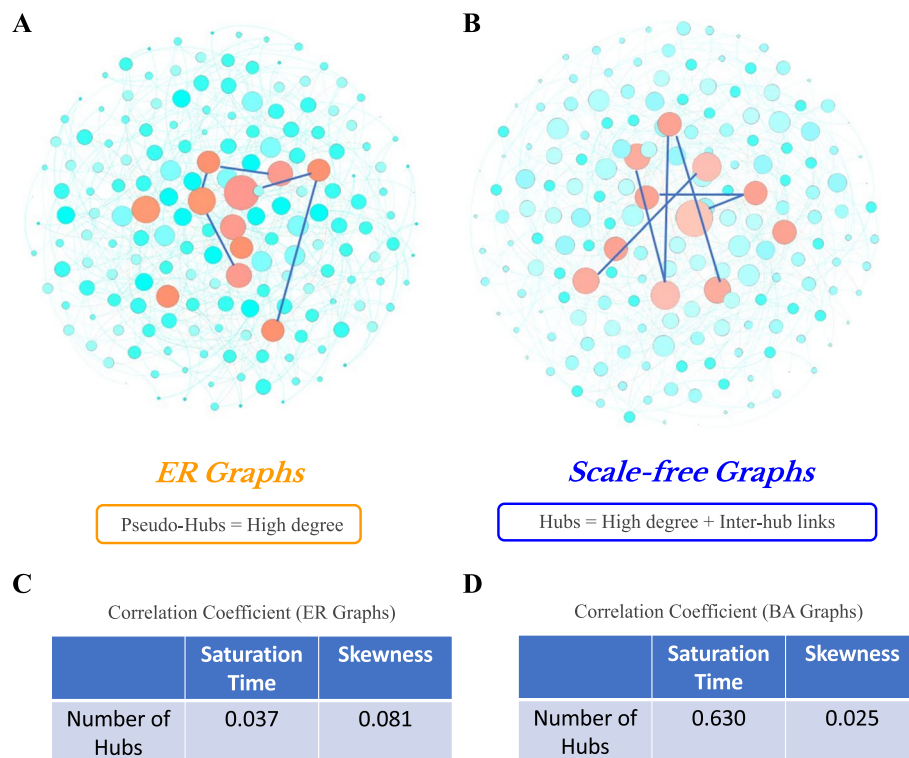 A
B
ER Graphs
Scale-free Graphs
Pseudo-Hubs = High degree
Hubs = High degree + Inter-hub links
C
D
Correlation Coefficient (ER Graphs)
Saturation Time
Skewness
Number of Hubs
0.037
0.081
Correlation Coefficient (BA Graphs)
Saturation Time
Skewness
Number of Hubs
0.630
0.025